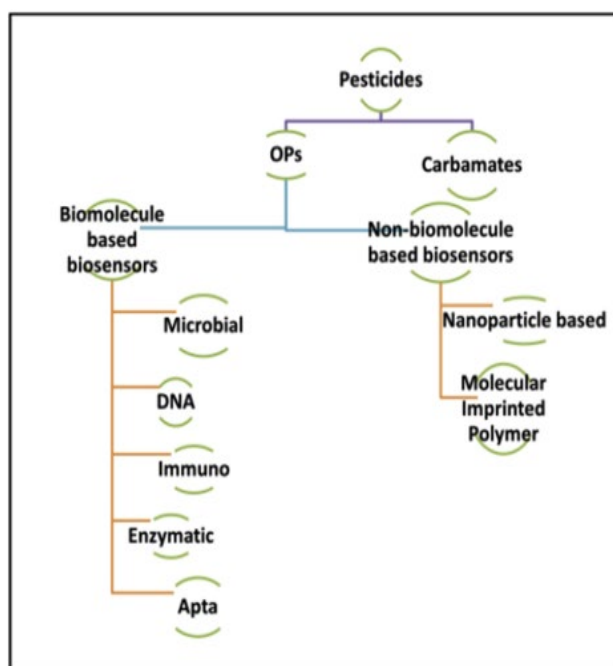 Pesticides
OPs
Carbamates
Biomolecule
based
biosensors
Non-biomolecule
based biosensors
Microbial
DNA
Immuno
Enzymatic
Apta
Nanoparticle based
Molecular
Imprinted
Polymer